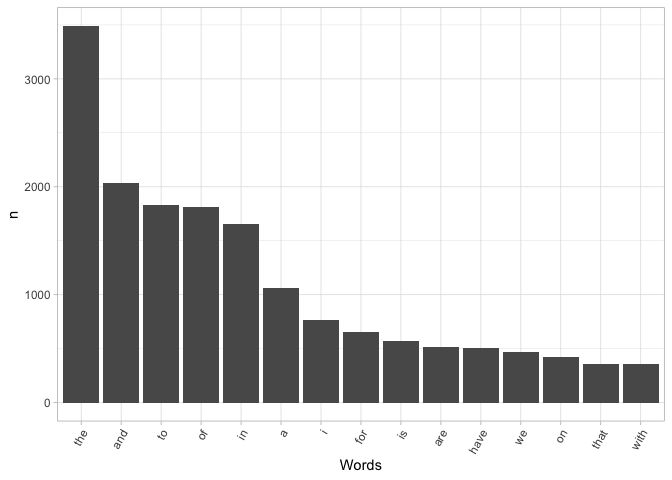 3000
2000
1000
0
n
the and to of in a i for is are have we on that with
Words